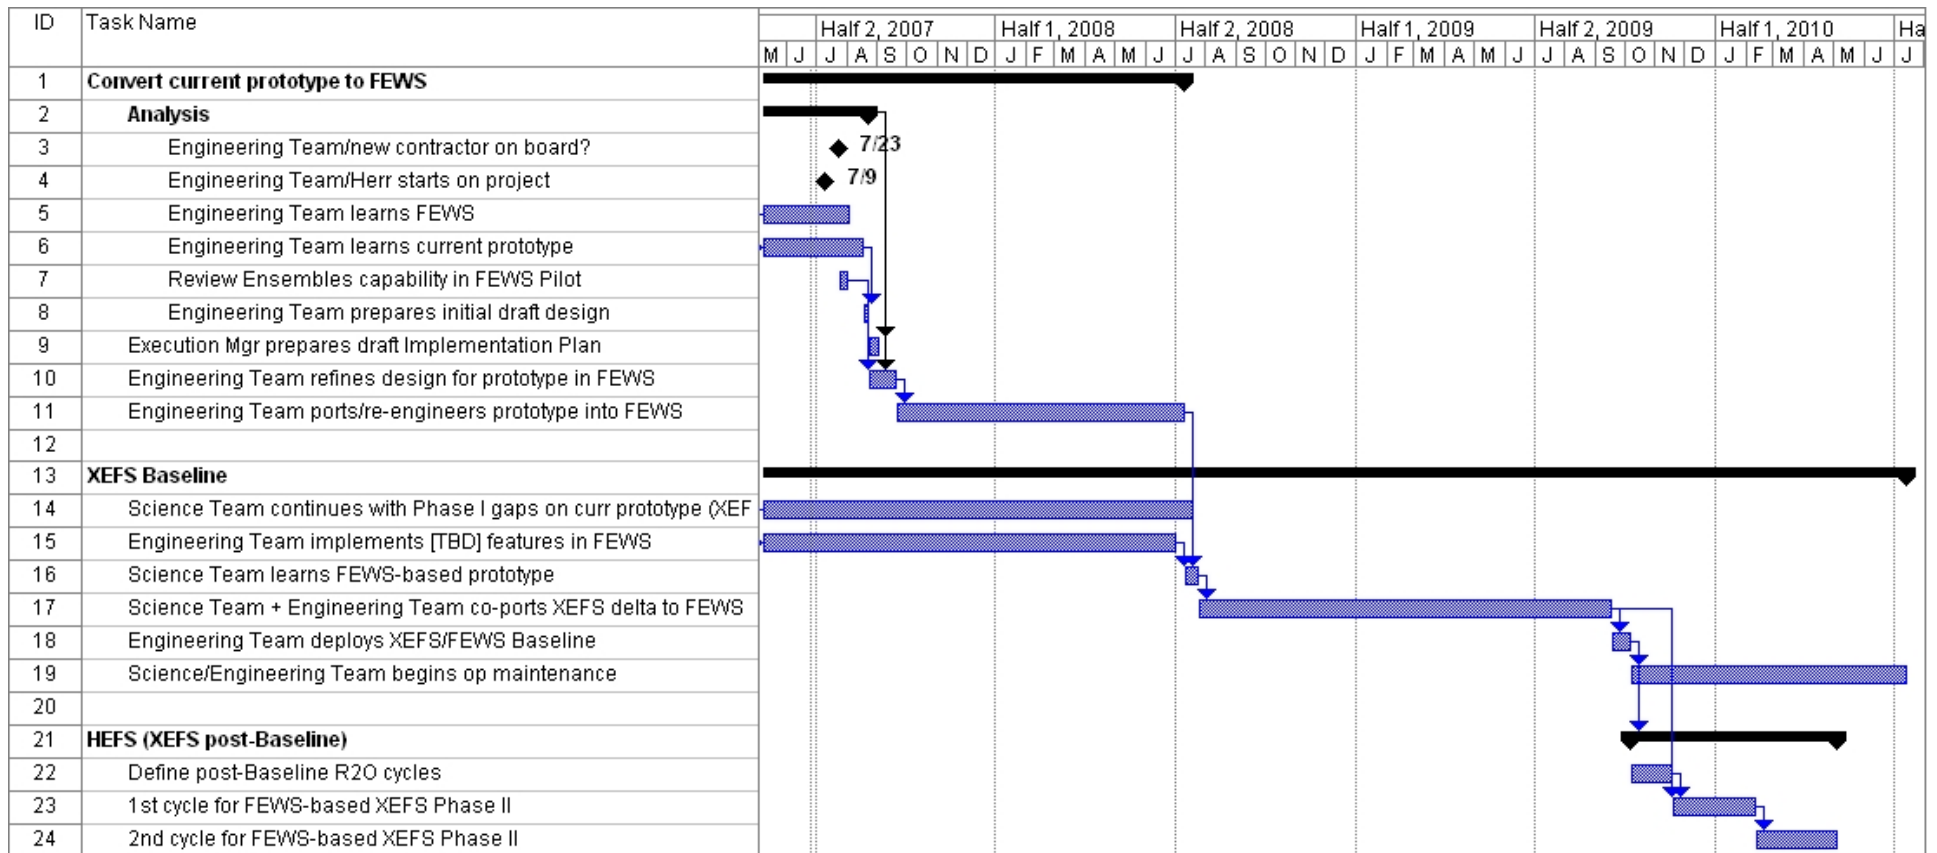 ID Task Name Half 2, 2007 Half 1, 2008 Half 2, 2008 Half 1, 2009 Half 2, 2009 Half 1, 2010 Ha
M J J A S O N D J F M A M J J A S O N D J F M A M J J A S O N D J F M A M J J
1 Convert current prototype to FEWS
2 Analysis
3 Engineering Team/new contractor on board? 7/23
4 Engineering Team/Herr starts on project 7/9
5 Engineering Team learns FEWS
6 Engineering Team learns current prototype
7 Review Ensembles capability in FEWS Pilot
8 Engineering Team prepares initial draft design
9 Execution Mgr prepares draft Implementation Plan
10 Engineering Team refines design for prototype in FEWS
11 Engineering Team ports/re-engineers prototype into FEWS
12
13 XEFS Baseline
14 Science Team continues with Phase I gaps on curr prototype (XEF
15 Engineering Team implements [TBD] features in FEWS
16 Science Team learns FEWS-based prototype
17 Science Team + Engineering Team co-ports XEFS delta to FEWS
18 Engineering Team deploys XEFS/FEWS Baseline
19 Science/Engineering Team begins op maintenance
20
21 HEFS (XEFS post-Baseline)
22 Define post-Baseline R2O cycles
23 1st cycle for FEWS-based XEFS Phase II
24 2nd cycle for FEWS-based XEFS Phase II